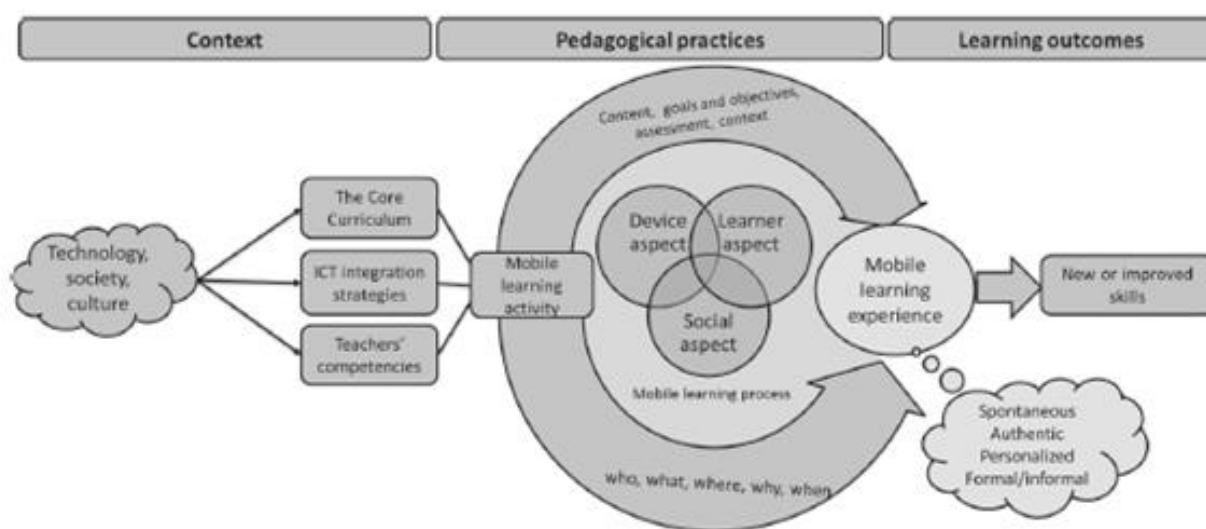 Context
Pedagogical practices
Learning outcomes
Content, goals and objectives,
assessment, context
Technology,
society,
culture
The Core
Curriculum
ICT integration
strategies
Teachers'
competencies
Mobile
learning
activity
Device
aspect
Learner
aspect
Social
aspect
Mobile learning process
who, what, where, why, when
Mobile
learning
experience
New or improved
skills
Spontaneous
Authentic
Personalized
Formal/informal